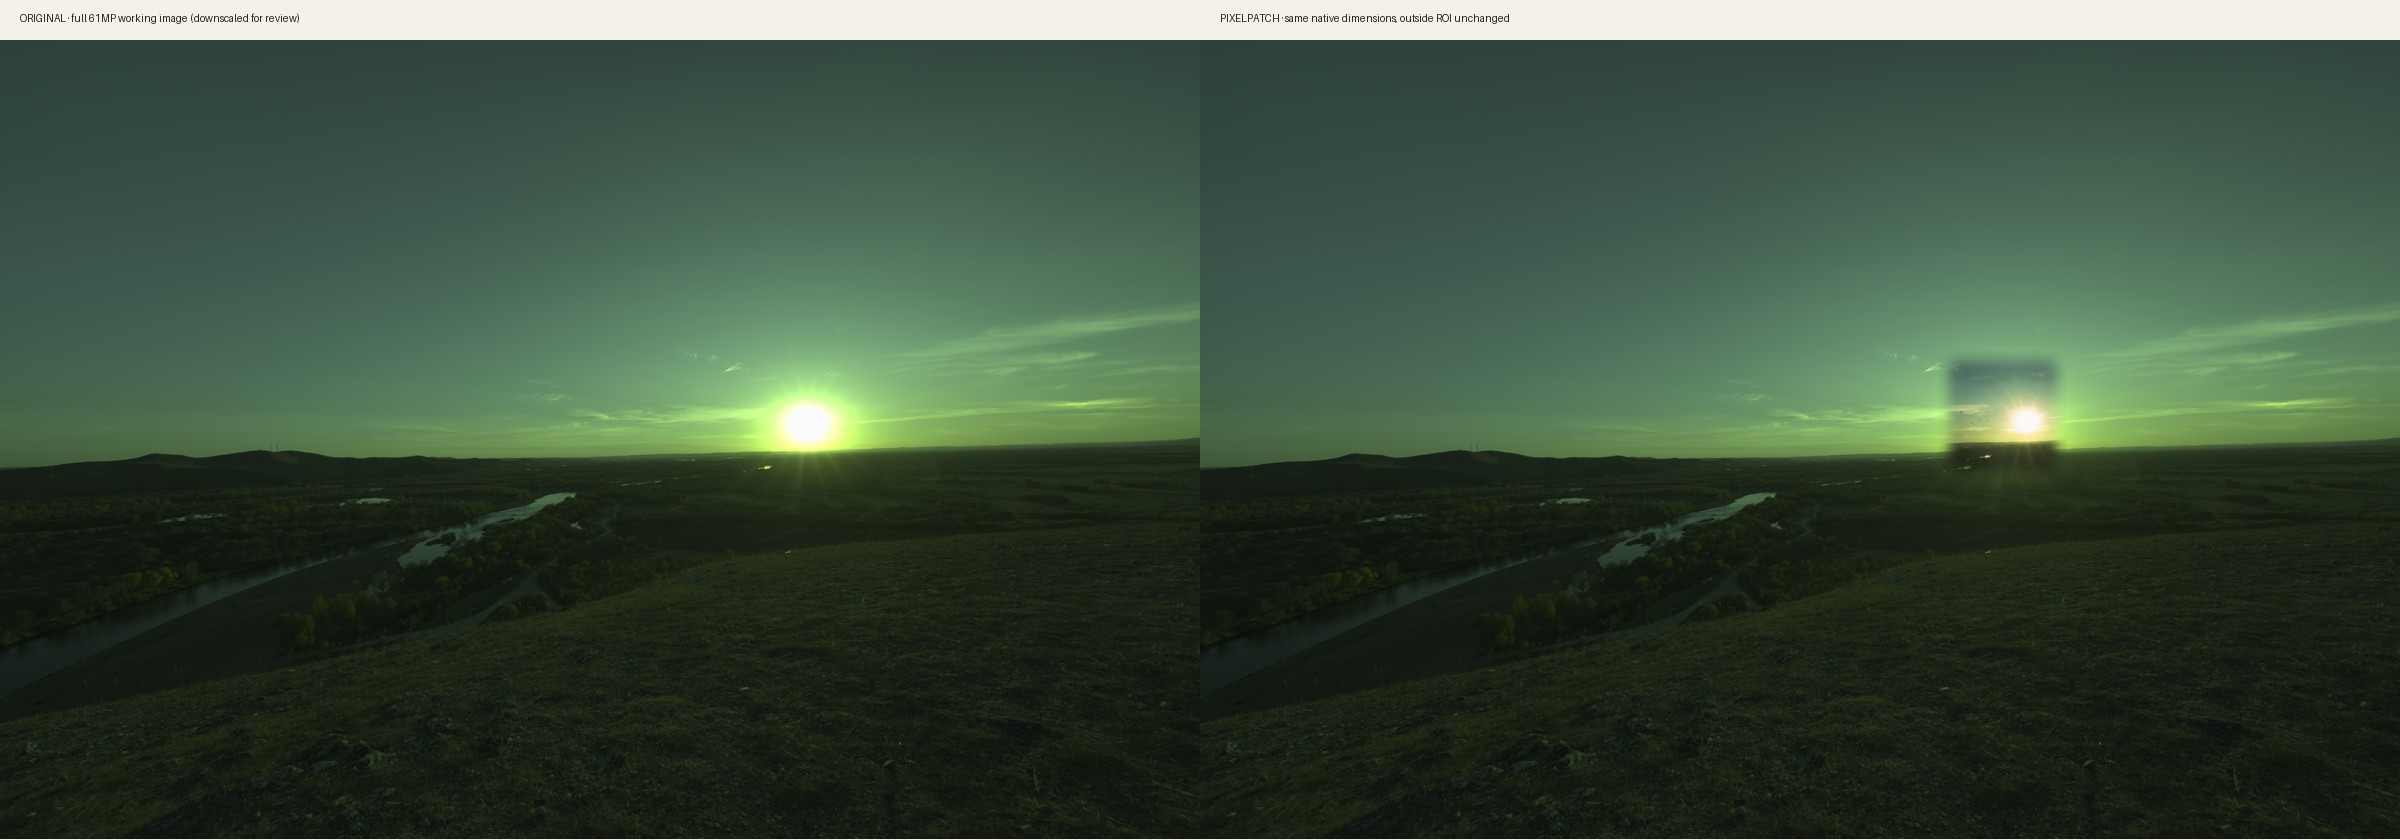 ORIGINAL · full 61MP working image (downscaled for review)
PIXELPATCH · same native dimensions, outside ROI unchanged